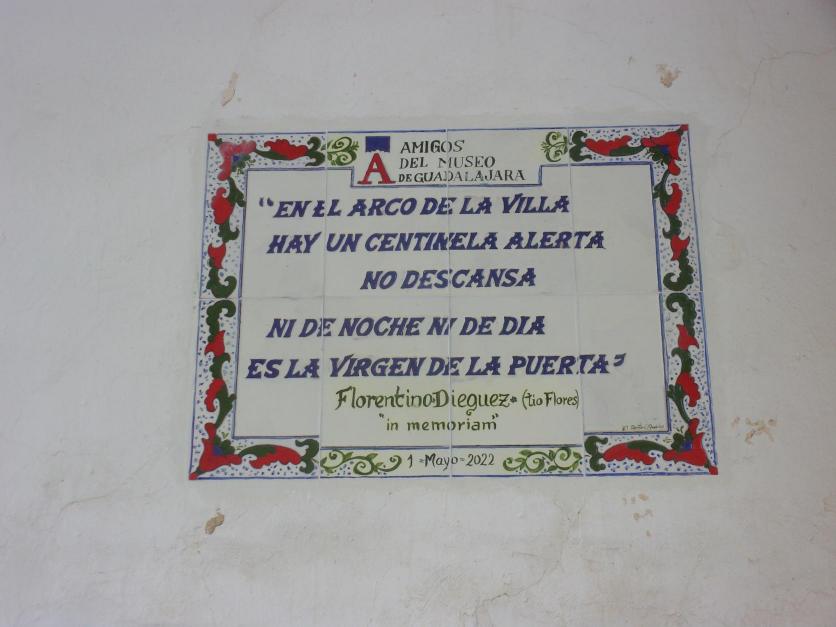 A
AMIGOS
DEL MUSEO
DE GUADALAJARA
"EN EL ARCO DE LA VILLA
HAY UN CENTINELA ALERTA
NO DESCANSA
NI DE NOCHE NI DE DIA
ES LA VIRGEN DE LA PUERTA"
Florentino Dieguez (tio Flores)
"in memoriam"
1=Mayo=2022